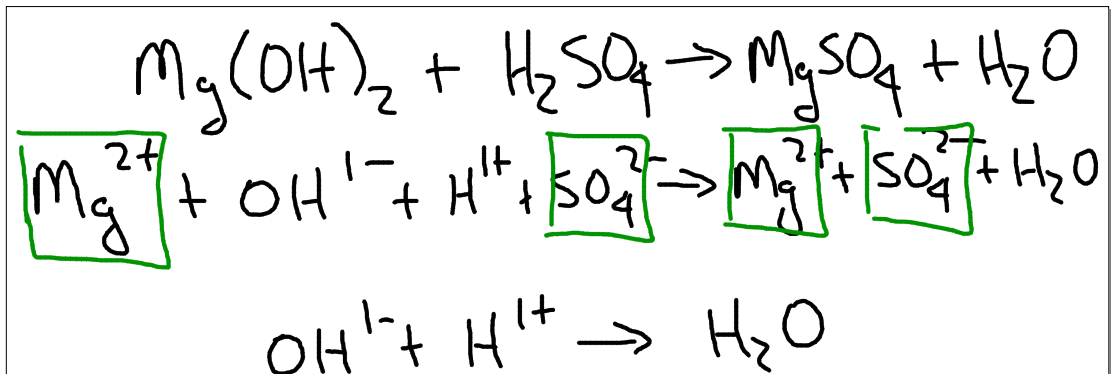 Mg(OH)₂ + H₂SO₄ → MgSO₄ + H₂O
Mg²⁺ + OH¹⁻ + H¹⁺ + SO₄²⁻ → Mg²⁺ + SO₄²⁻ + H₂O
OH¹⁻ + H¹⁺ → H₂O